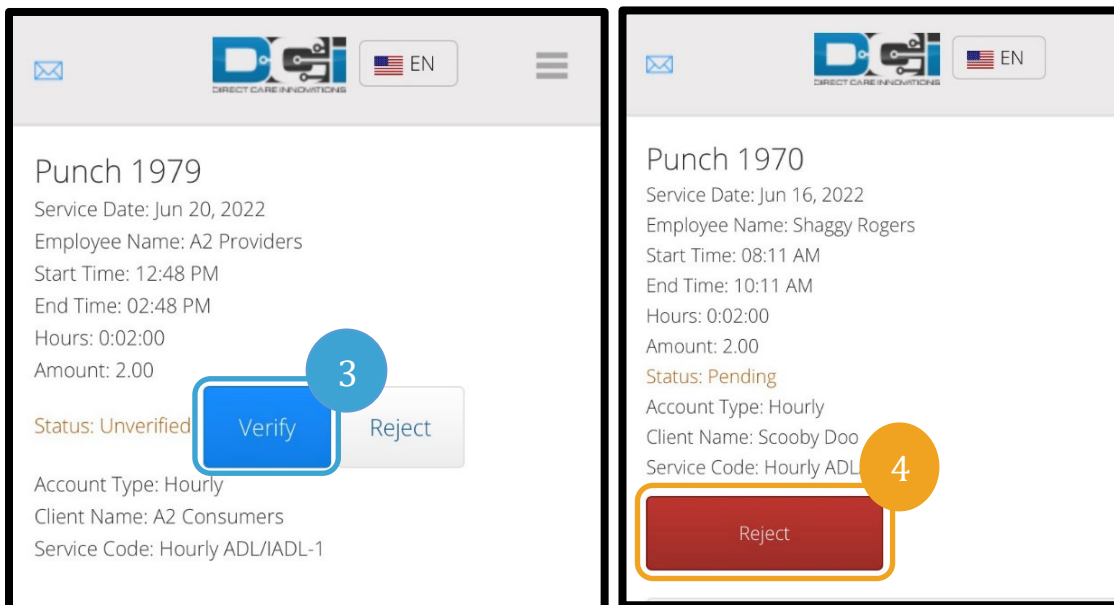 DCi
DIRECT CARE INNOVATIONS
EN
Punch 1979
Service Date: Jun 20, 2022
Employee Name: A2 Providers
Start Time: 12:48 PM
End Time: 02:48 PM
Hours: 0:02:00
Amount: 2.00
3
Status: Unverified Verify Reject
Account Type: Hourly
Client Name: A2 Consumers
Service Code: Hourly ADL/IADL-1
DCi
DIRECT CARE INNOVATIONS
EN
Punch 1970
Service Date: Jun 16, 2022
Employee Name: Shaggy Rogers
Start Time: 08:11 AM
End Time: 10:11 AM
Hours: 0:02:00
Amount: 2.00
Status: Pending
Account Type: Hourly
Client Name: Scooby Doo
Service Code: Hourly ADL
4
Reject